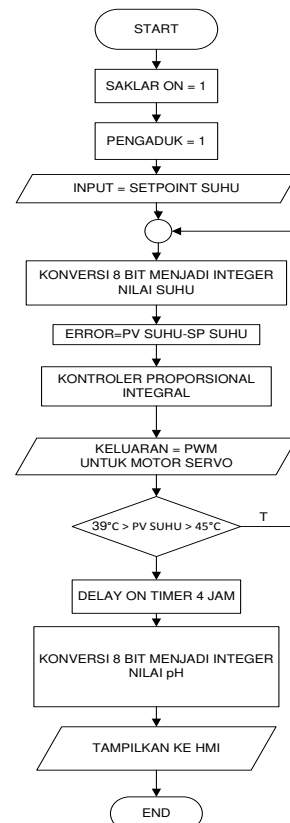 START
SAKLAR ON = 1
PENGADUK = 1
INPUT = SETPOINT SUHU
KONVERSI 8 BIT MENJADI INTEGER
NILAI SUHU
ERROR=PV SUHU-SP SUHU
KONTROLER PROPORSIONAL
INTEGRAL
KELUARAN = PWM
UNTUK MOTOR SERVO
39°C > PV SUHU > 45°C
T
DELAY ON TIMER 4 JAM
KONVERSI 8 BIT MENJADI INTEGER
NILAI pH
TAMPILKAN KE HMI
END